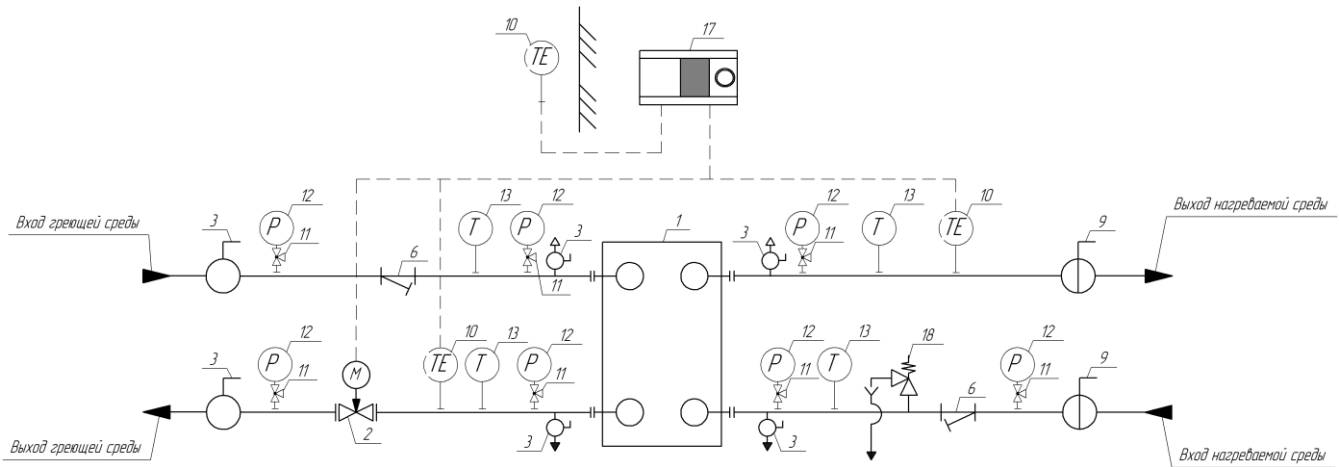 10
TE
17
12
13
12
12
13
10
Вход греющей среды
3
P
T
P
3
1
3
P
T
TE
9
Выход нагреваемой среды
11
6
11
11
12
10
13
12
12
13
18
12
3
P
M
TE
T
P
P
T
P
9
11
11
11
11
2
6
3
3
Выход греющей среды
Вход нагреваемой среды